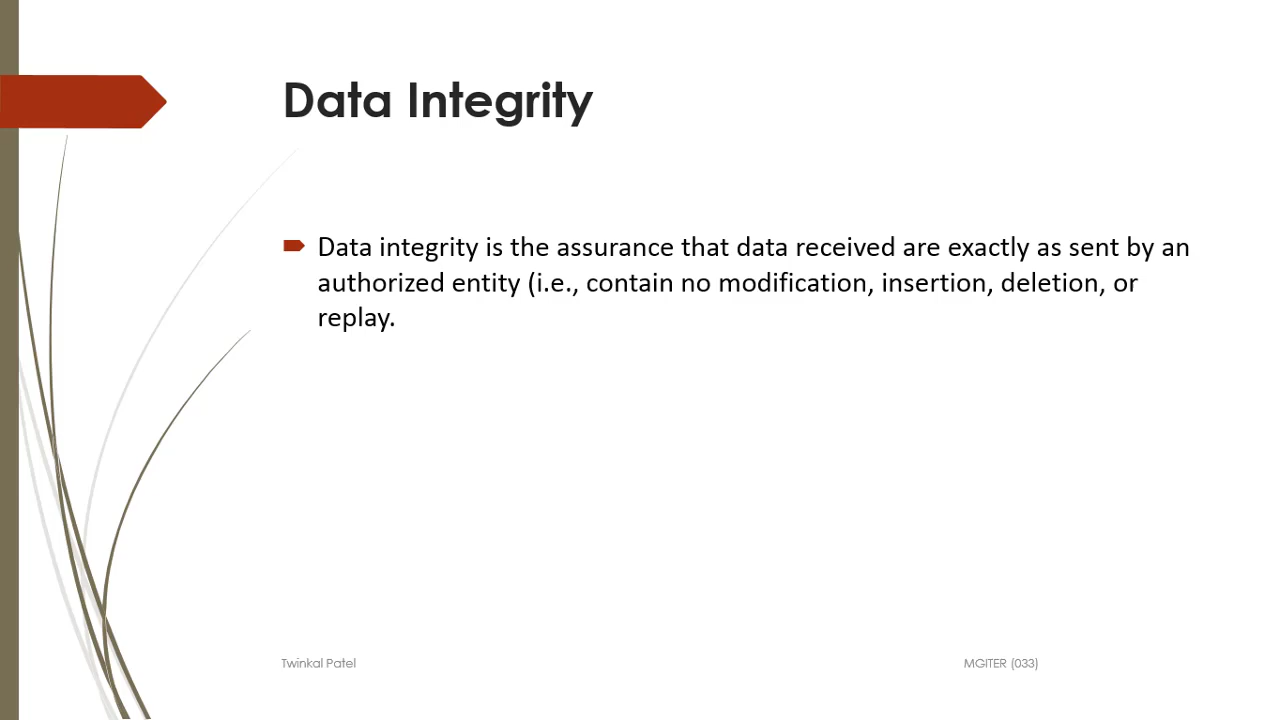 Data Integrity
Data integrity is the assurance that data received are exactly as sent by an
authorized entity (i.e., contain no modification, insertion, deletion, or
replay.
Twinkal Patel
MGITER (033)